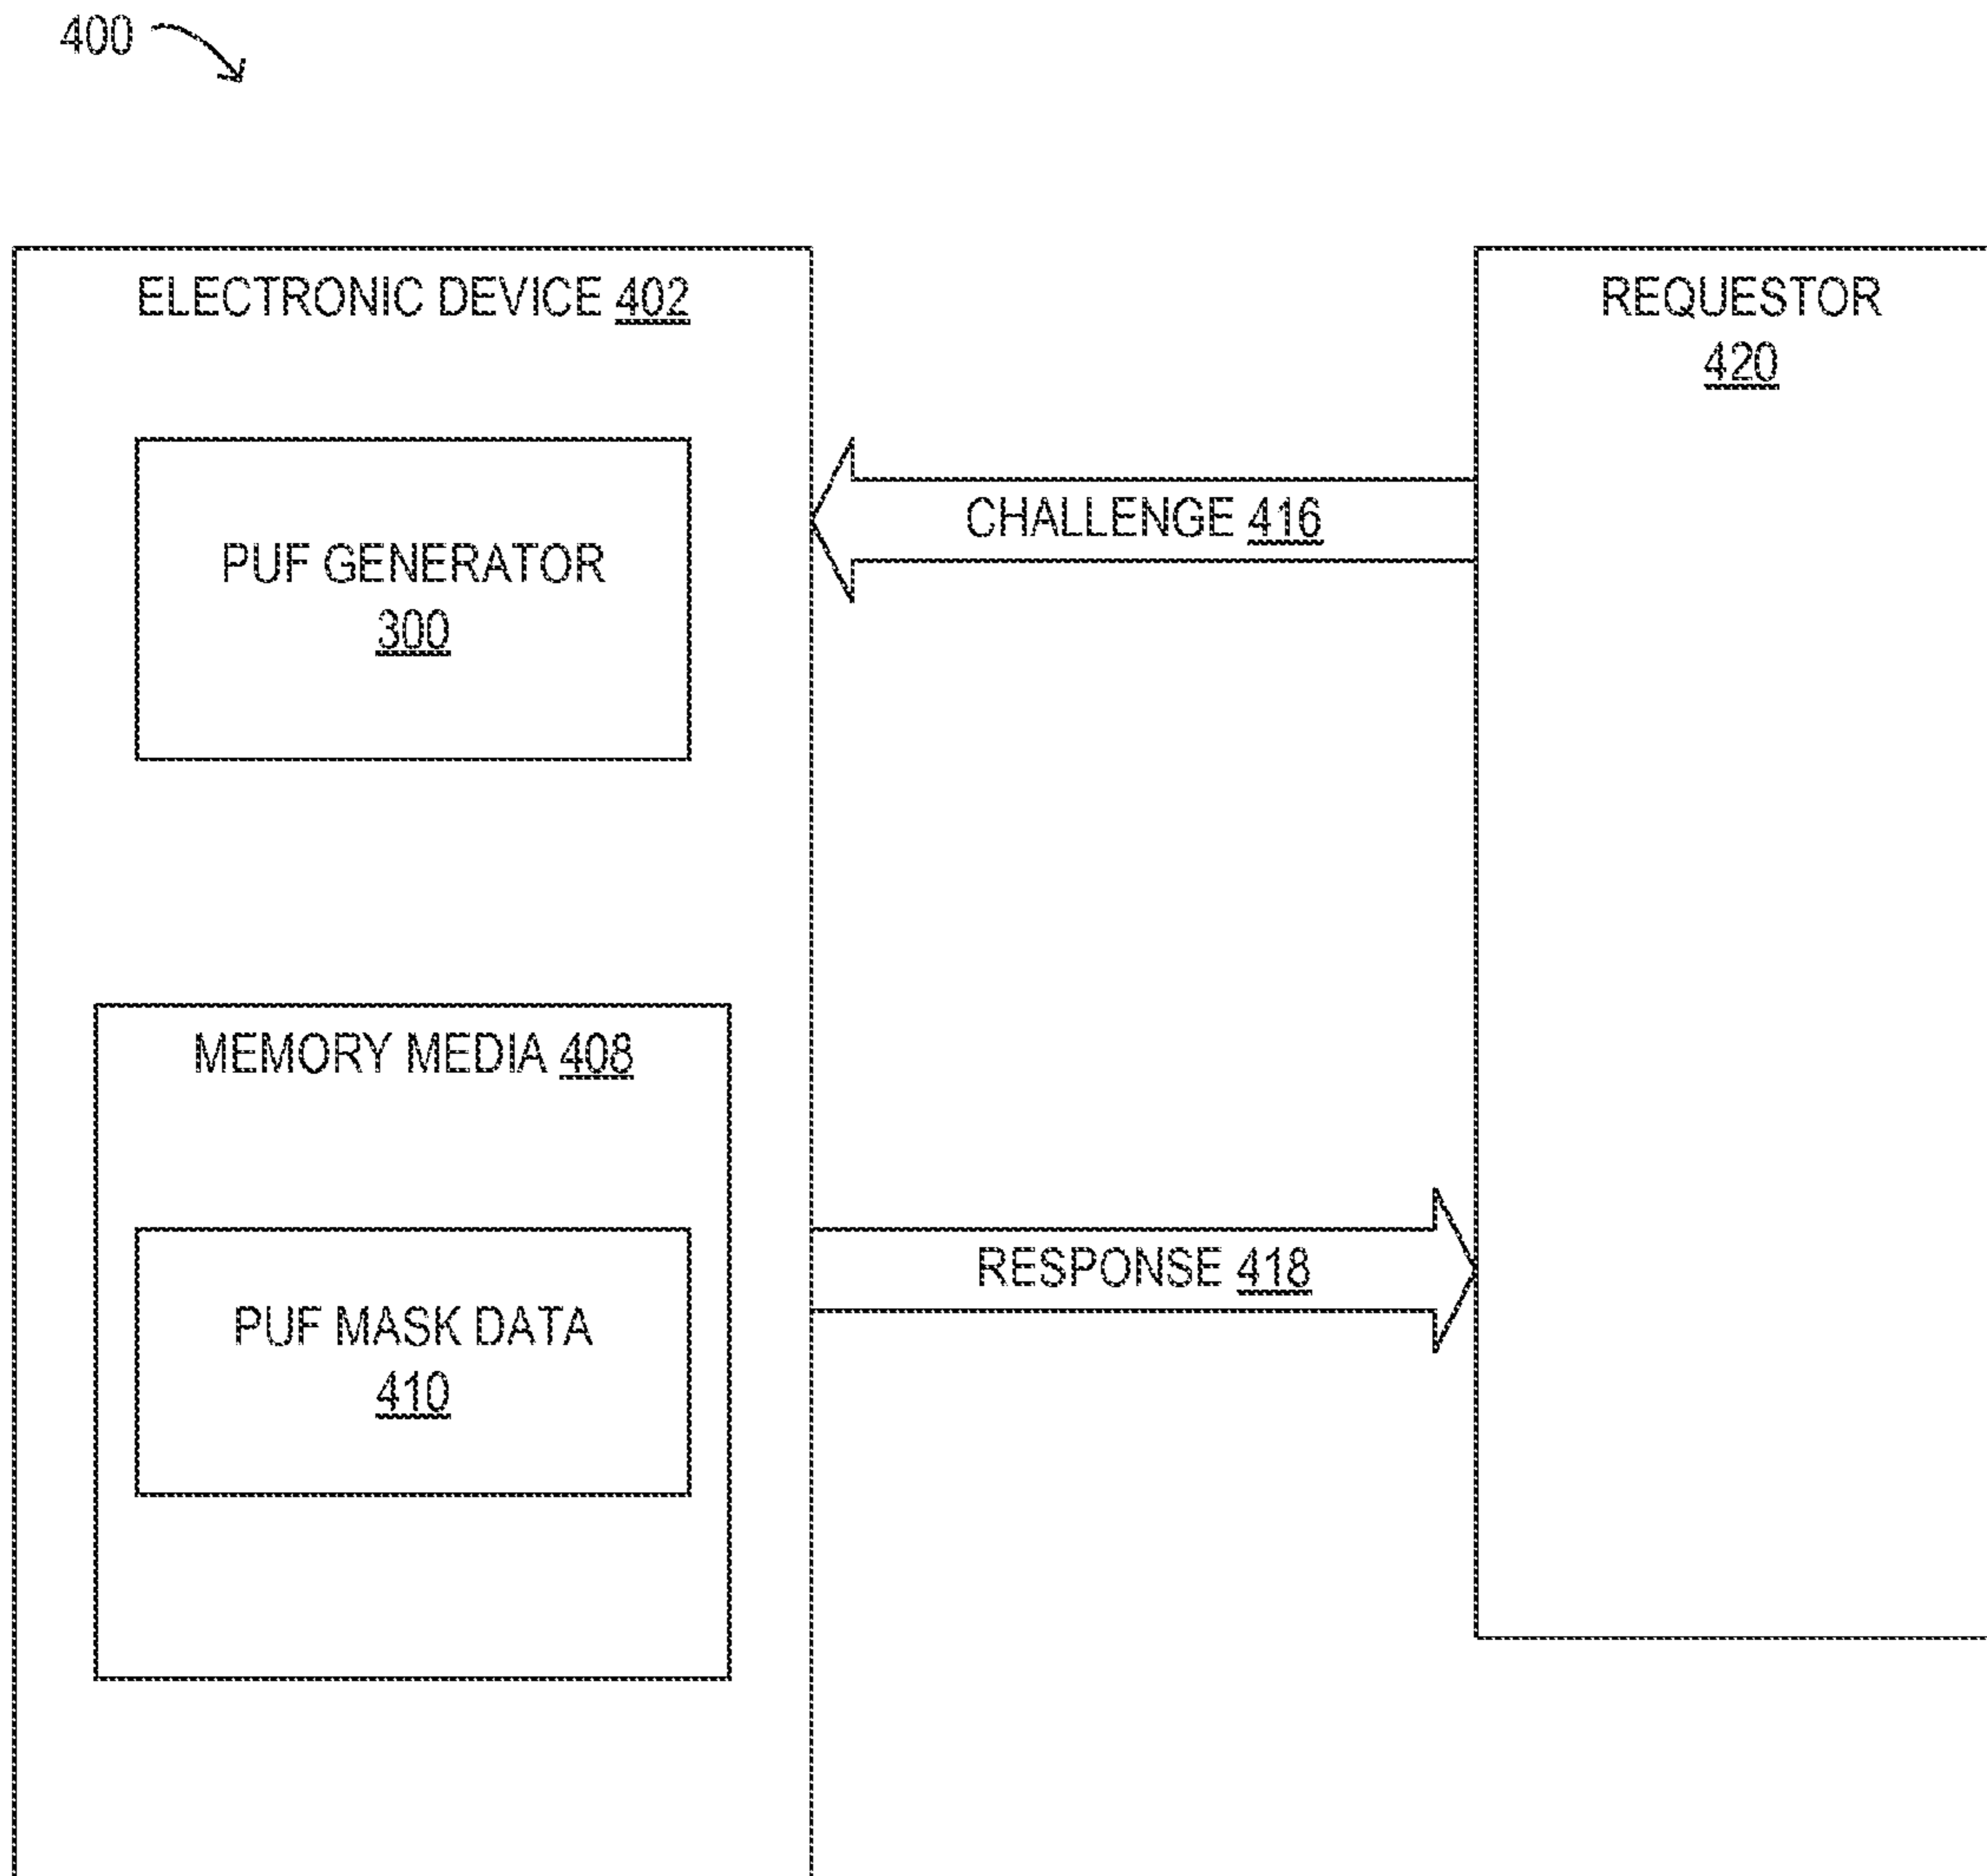 400
ELECTRONIC DEVICE 402
REQUESTOR
420
CHALLENGE 416
PUF GENERATOR
300
MEMORY MEDIA 408
RESPONSE 418
PUF MASK DATA
410